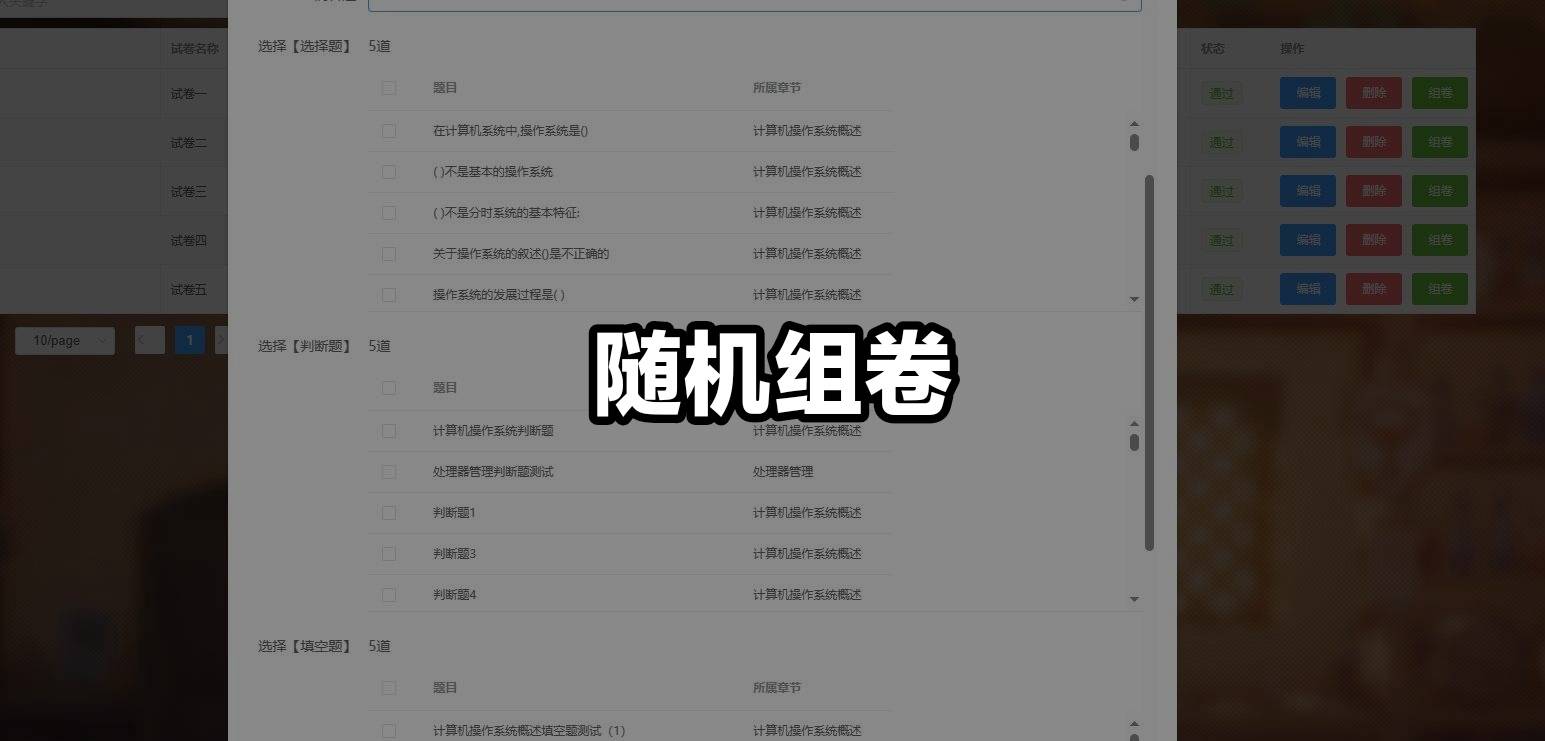 入关键字
选择【选择题】 5道
试卷名称
状态 操作
题目 所属章节
试卷一
通过 编辑 删除 组卷
在计算机系统中,操作系统是() 计算机操作系统概述
试卷二
通过 编辑 删除 组卷
( )不是基本的操作系统 计算机操作系统概述
试卷三
通过 编辑 删除 组卷
( )不是分时系统的基本特征: 计算机操作系统概述
试卷四
通过 编辑 删除 组卷
关于操作系统的叙述()是不正确的 计算机操作系统概述
试卷五
通过 编辑 删除 组卷
操作系统的发展过程是( ) 计算机操作系统概述
10/page 1
选择【判断题】 5道
随机组卷
题目
计算机操作系统判断题 计算机操作系统概述
处理器管理判断题测试 处理器管理
判断题1 计算机操作系统概述
判断题3 计算机操作系统概述
判断题4 计算机操作系统概述
选择【填空题】 5道
题目 所属章节
计算机操作系统概述填空题测试（1） 计算机操作系统概述